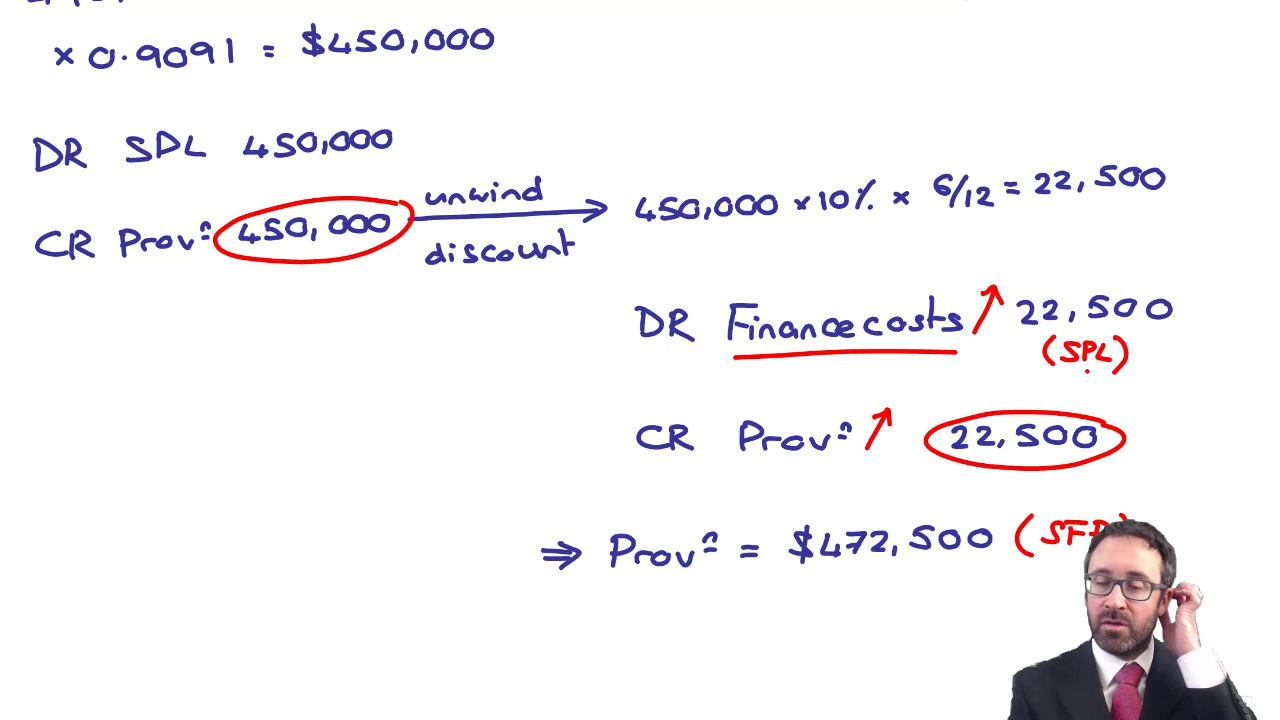 × 0.9091 = $450,000
DR SPL 450,000
CR Provⁿ 450,000
unwind
discount
450,000 × 10% × 6/12 = 22,500
DR Finance costs 22,500
(SPL)
CR Provⁿ 22,500
⇒ Provⁿ = $472,500